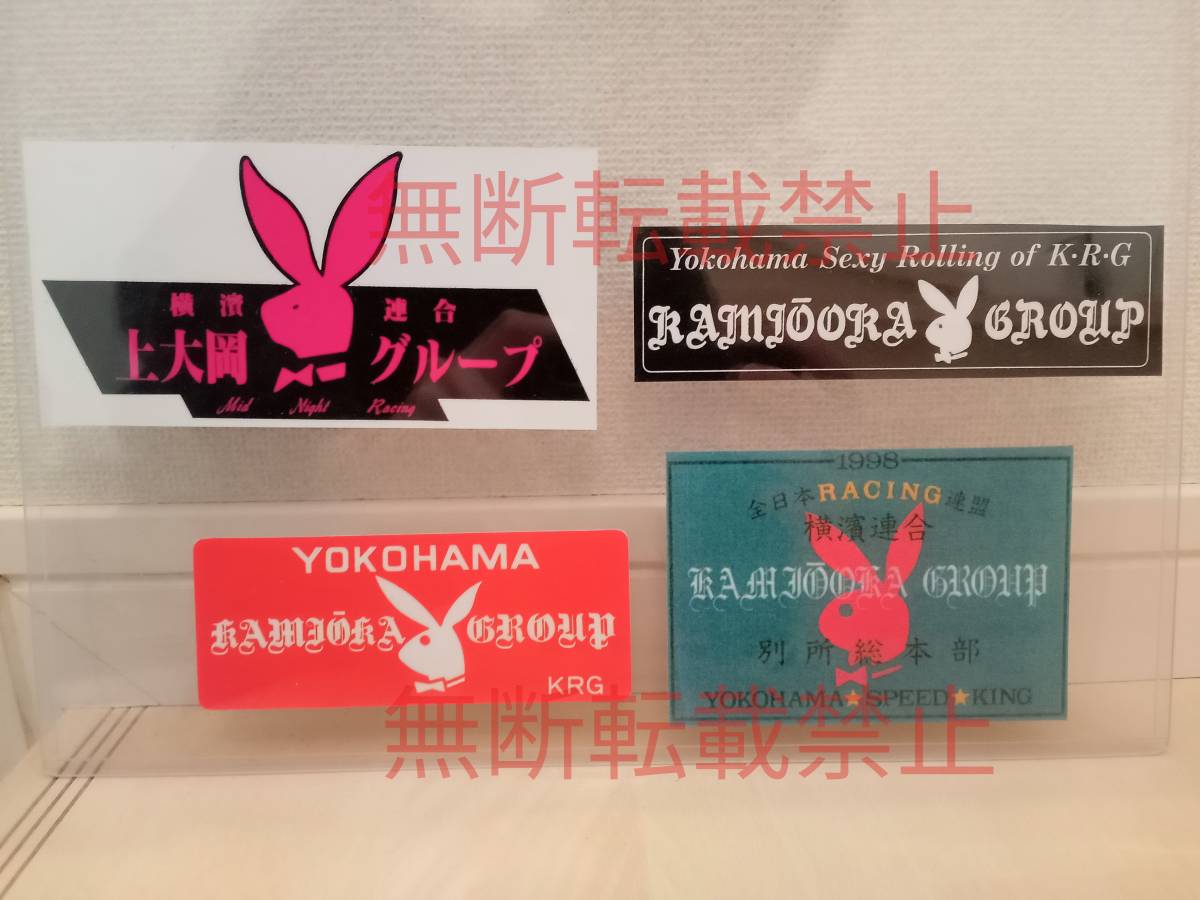 無断転載禁止
横濱 連合
上大岡 グループ
Mid Night Racing
Yokohama Sexy Rolling of K·R·G
KAMIŌOKA GROUP
YOKOHAMA
KAMIŌKA GROUP
KRG
1998
全日本RACING連盟
横濱連合
KAMIŌOKA GROUP
別所総本部
YOKOHAMA★SPEED★KING
無断転載禁止